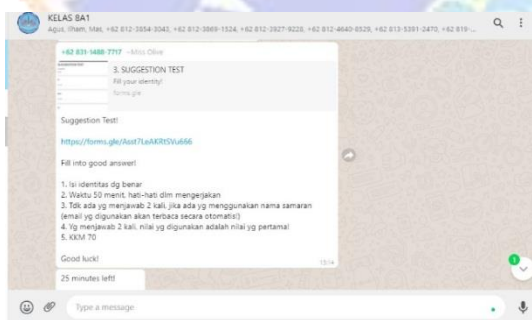 KELAS 8A1
Agus, Ilham, Mas, +62 812-3854-3043, +62 812-3869-1524, +62 812-3927-9228, +62 812-4640-8529, +62 813-5391-2470, +62 819-...
+62 831-1488-7717 ~Miss Olive
3. SUGGESTION TEST
Fill your identity!
forms.gle
Suggestion Test!
https://forms.gle/Asst7LeAKRtSVu666
Fill into good answer!
1. Isi identitas dg benar
2. Waktu 50 menit, hati-hati dlm mengerjakan
3. Tdk ada yg menjawab 2 kali, jika ada yg menggunakan nama samaran
(email yg digunakan akan terbaca secara otomatis!)
4. Yg menjawab 2 kali, nilai yg digunakan adalah nilai yg pertama!
5. KKM 70
Good luck!
15:14
25 minutes left!
1
Type a message